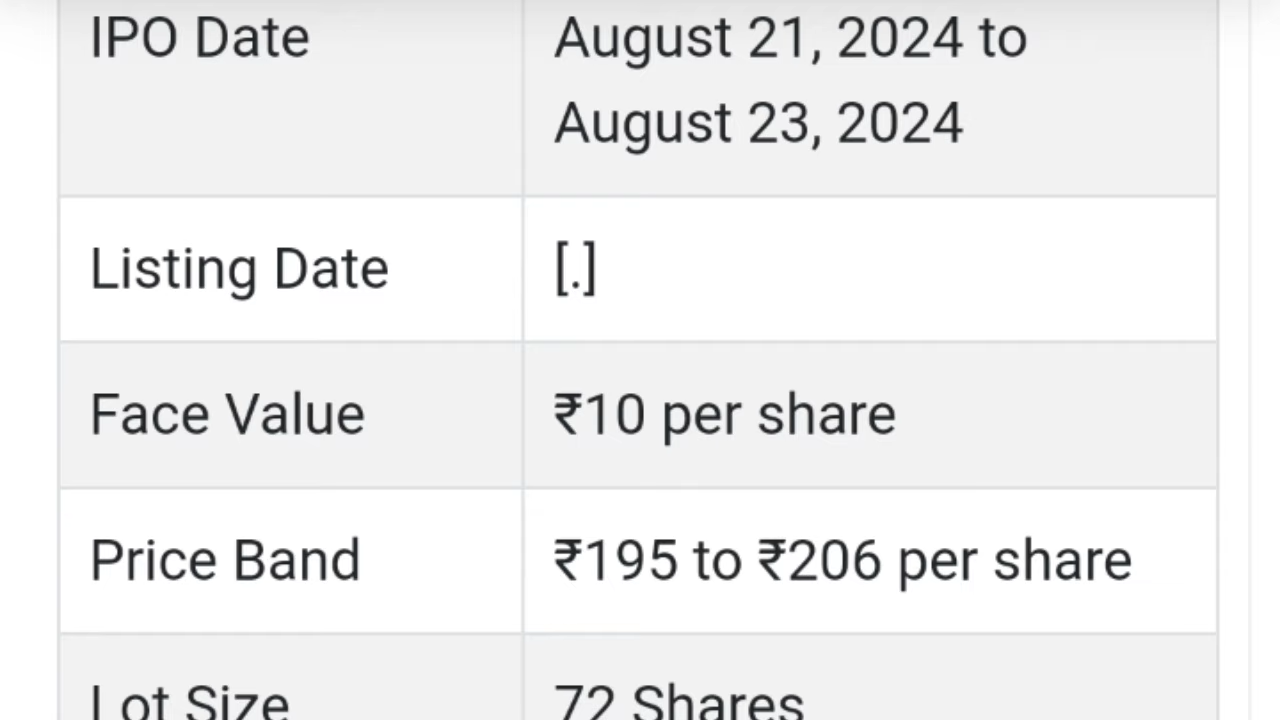 IPO Date
August 21, 2024 to
August 23, 2024
Listing Date
[.]
Face Value
₹10 per share
Price Band
₹195 to ₹206 per share
Lot Size
72 Shares